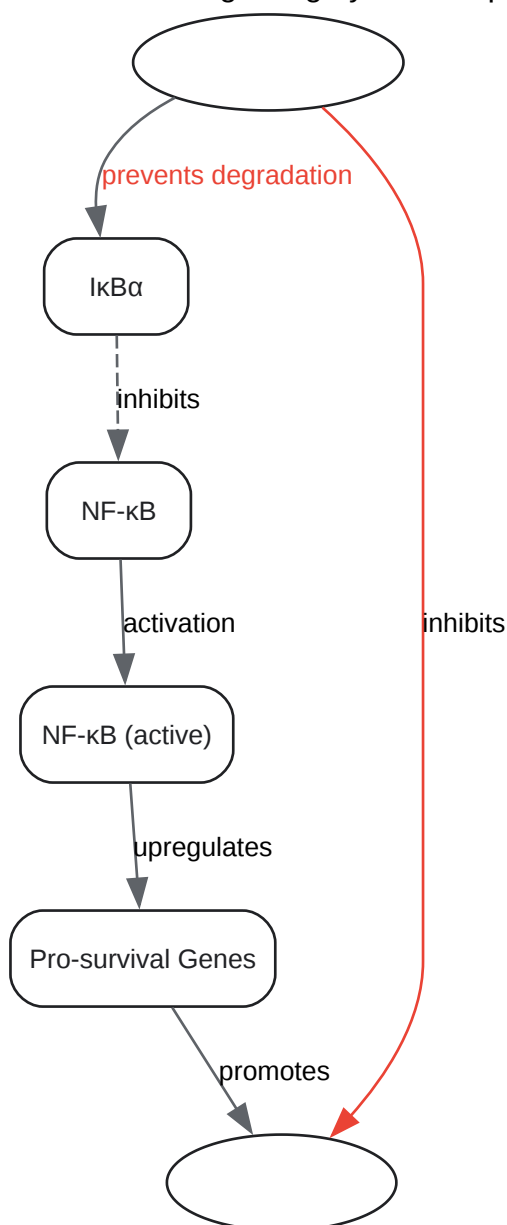 prevents degradation
IκBα
inhibits
NF-κB
activation
inhibits
NF-κB (active)
upregulates
Pro-survival Genes
promotes